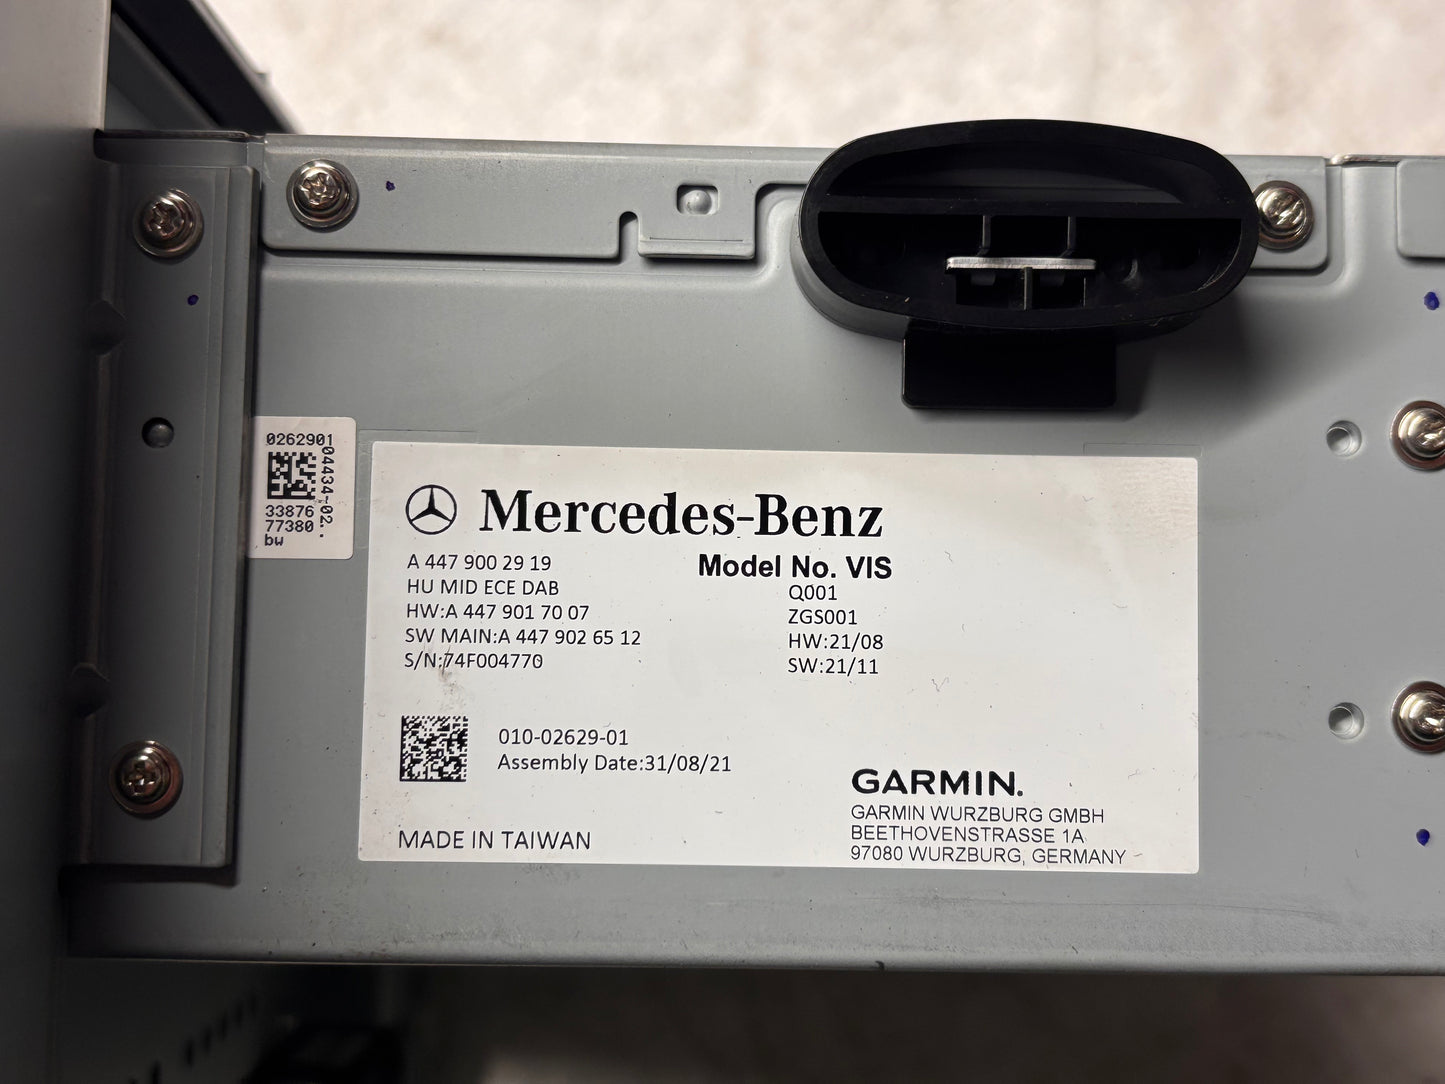 0262901
04434-02.
33876
77380
bw
Mercedes-Benz
A 447 900 29 19
HU MID ECE DAB
HW:A 447 901 70 07
SW MAIN:A 447 902 65 12
S/N:74F004770
Model No. VIS
Q001
ZGS001
HW:21/08
SW:21/11
010-02629-01
Assembly Date:31/08/21
MADE IN TAIWAN
GARMIN.
GARMIN WURZBURG GMBH
BEETHOVENSTRASSE 1A
97080 WURZBURG, GERMANY